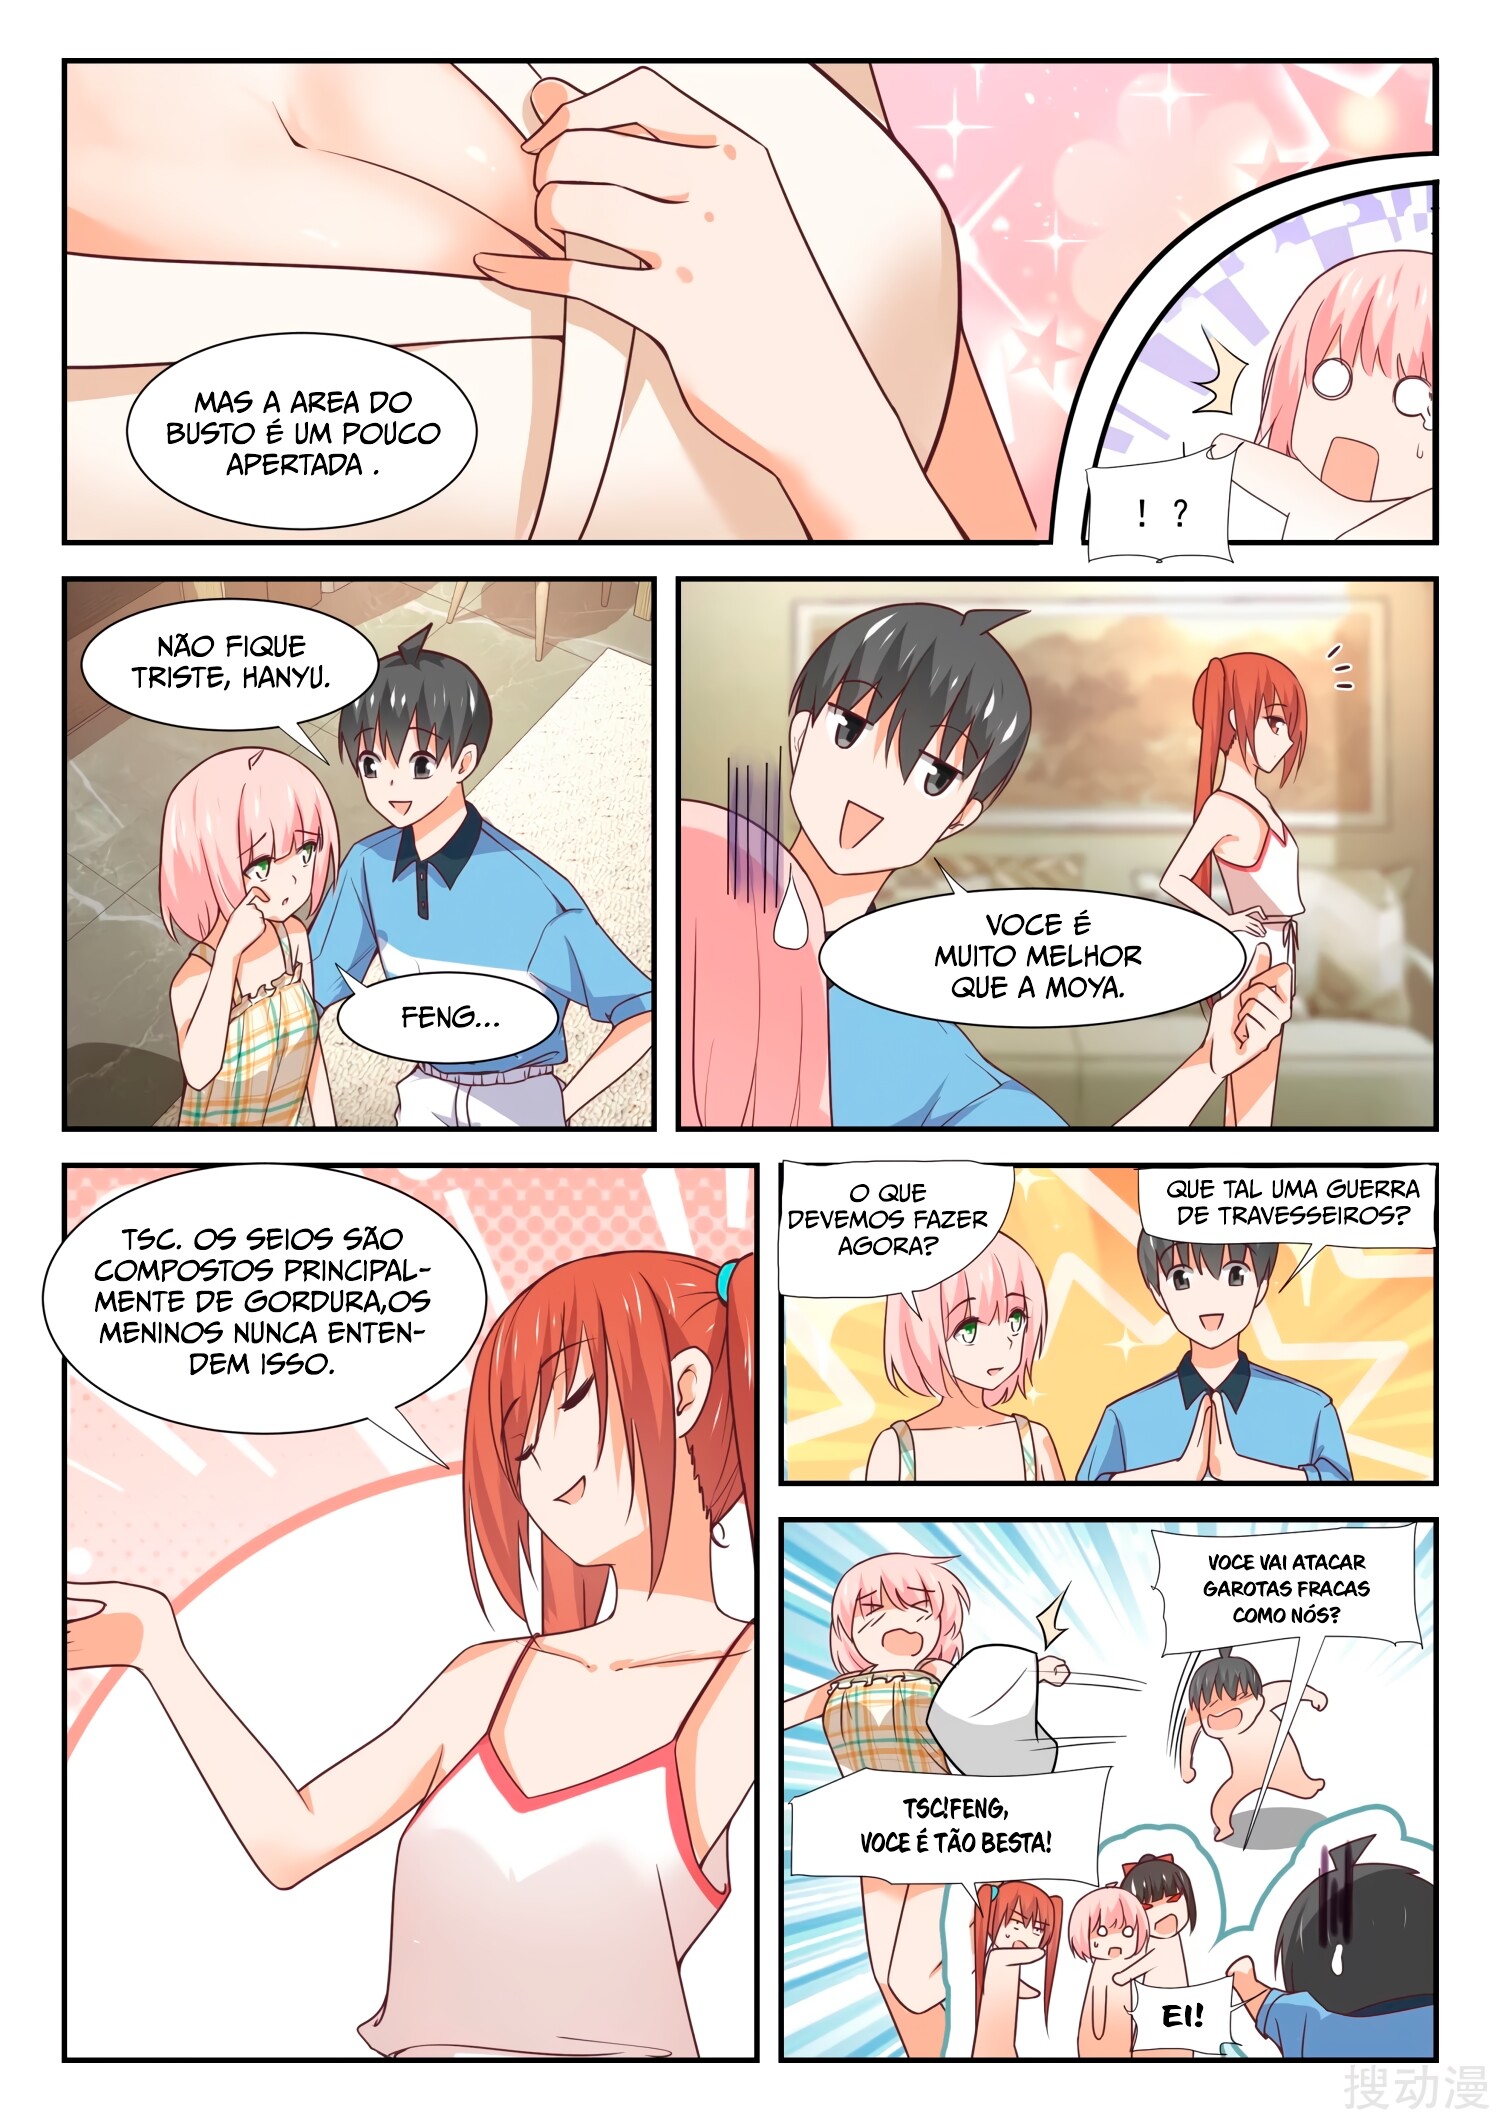 MAS A AREA DO
BUSTO É UM POUCO
APERTADA .
! ?
NÃO FIQUE
TRISTE, HANYU.
FENG...
VOCE É
MUITO MELHOR
QUE A MOYA.
TSC. OS SEIOS SÃO
COMPOSTOS PRINCIPAL-
MENTE DE GORDURA,OS
MENINOS NUNCA ENTEN-
DEM ISSO.
O QUE
DEVEMOS FAZER
AGORA?
QUE TAL UMA GUERRA
DE TRAVESSEIROS?
VOCE VAI ATACAR
GAROTAS FRACAS
COMO NÓS?
TSC!FENG,
VOCE É TÃO BESTA!
EI!
搜动漫